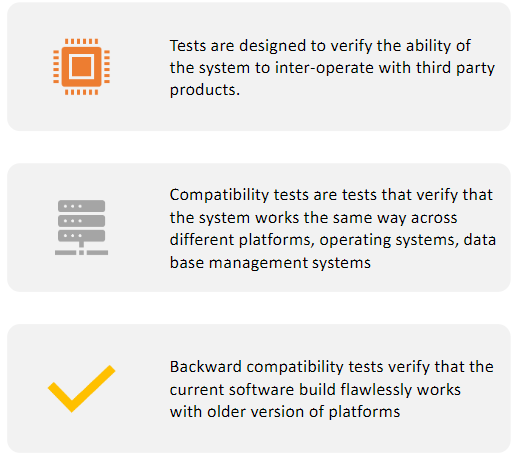 Tests are designed to verify the ability of
the system to inter-operate with third party
products.
Compatibility tests are tests that verify that
the system works the same way across
different platforms, operating systems, data
base management systems
Backward compatibility tests verify that the
current software build flawlessly works
with older version of platforms